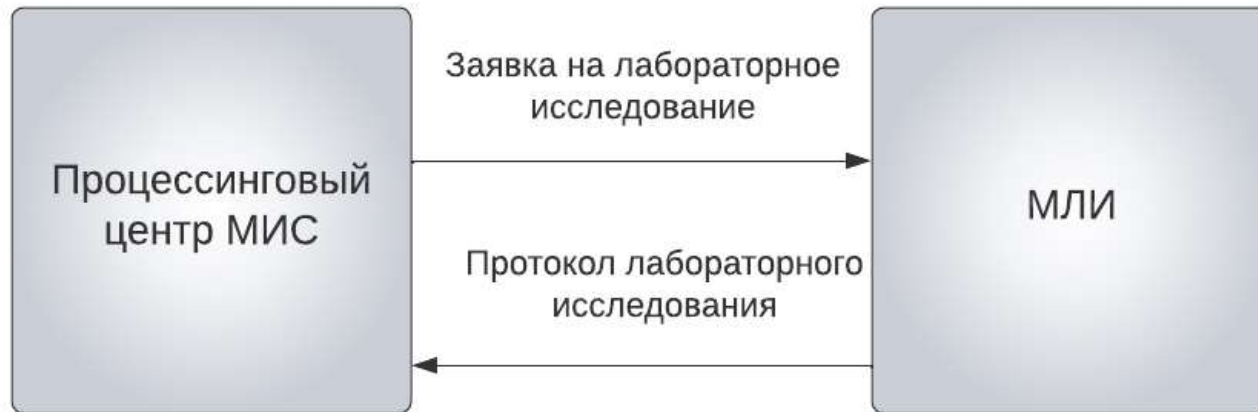 Процессинговый
центр МИС
Заявка на лабораторное
исследование
Протокол лабораторного
исследования
МЛИ